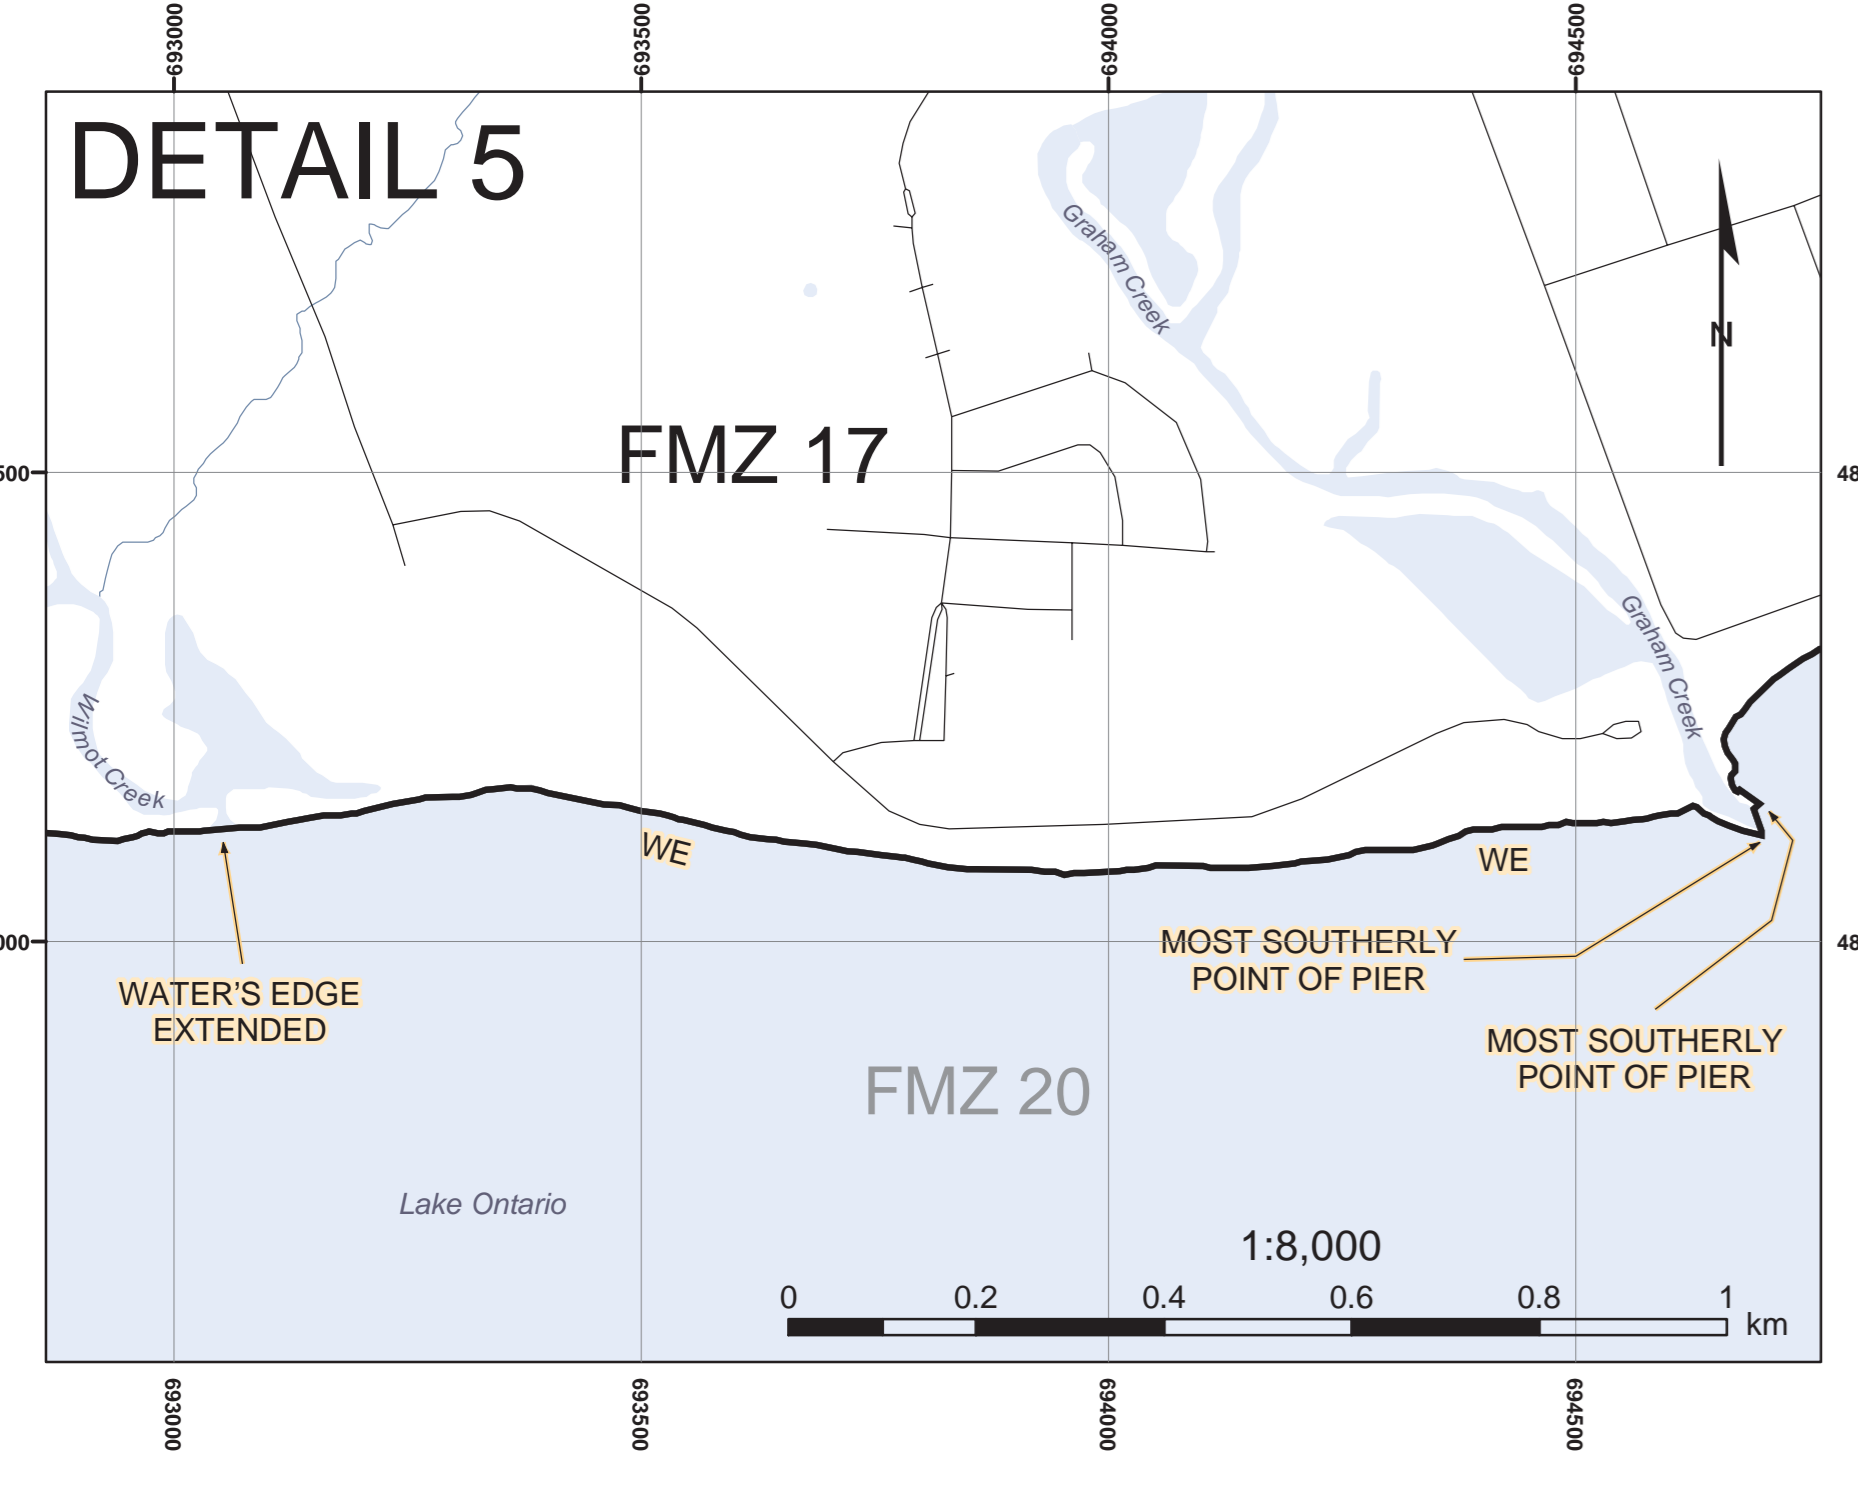 693000
693500
694000
694500
DETAIL 5
Graham Creek
N
FMZ 17
500
48
Graham Creek
Wilmot Creek
WE
WE
000
48
MOST SOUTHERLY
POINT OF PIER
WATER'S EDGE
EXTENDED
MOST SOUTHERLY
POINT OF PIER
FMZ 20
Lake Ontario
1:8,000
0 0.2 0.4 0.6 0.8 1
km
693000
693500
694000
694500